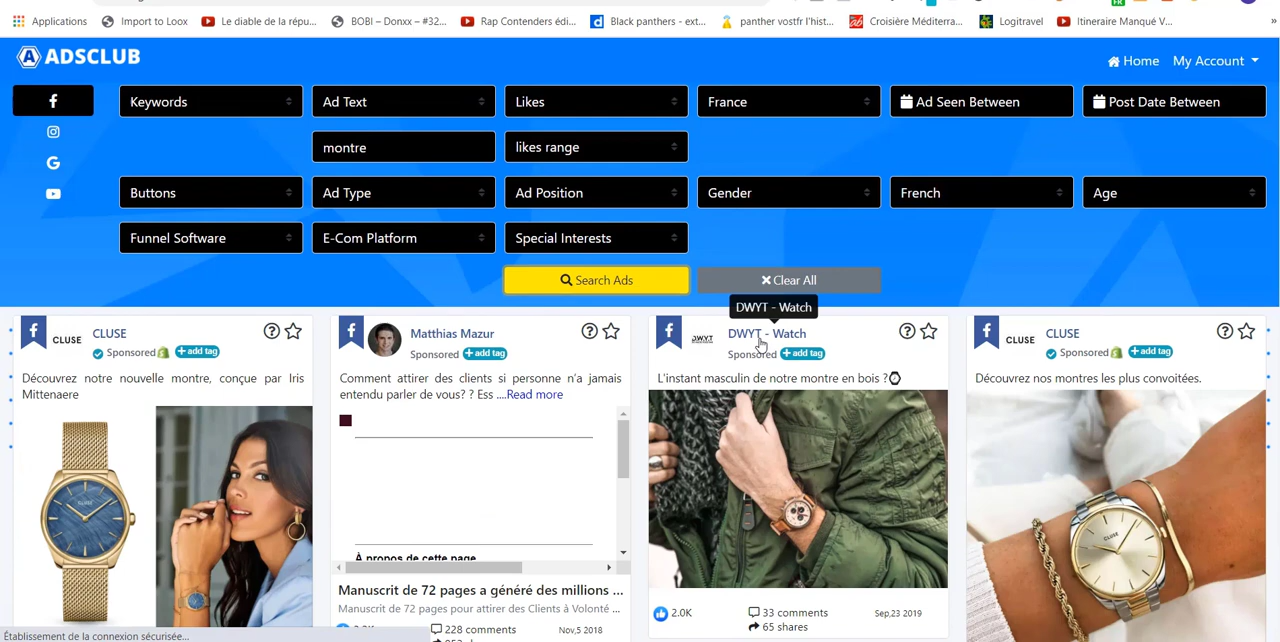 Applications Import to Loox Le diable de la répu... BOBI – Donxx – #32... Rap Contenders édi... Black panthers - ext... panther vostfr l'hist... Croisière Méditerra... Logitravel Itineraire Manqué V... »
ADSCLUB
Home My Account
Keywords Ad Text Likes France Ad Seen Between Post Date Between
montre likes range
Buttons Ad Type Ad Position Gender French Age
Funnel Software E-Com Platform Special Interests
Search Ads Clear All
DWYT - Watch
CLUSE CLUSE
Sponsored +add tag
Découvrez notre nouvelle montre, conçue par Iris
Mittenaere
CLUSE
Matthias Mazur
Sponsored +add tag
Comment attirer des clients si personne n'a jamais
entendu parler de vous? ? Ess ....Read more
À propos de cette page
Manuscrit de 72 pages a généré des millions ...
Manuscrit de 72 pages pour attirer des Clients à Volonté ...
228 comments Nov,5 2018
DWYT DWYT - Watch
Sponsored +add tag
L'instant masculin de notre montre en bois ?
2.0K 33 comments Sep,23 2019
65 shares
CLUSE CLUSE
Sponsored +add tag
Découvrez nos montres les plus convoitées.
Établissement de la connexion sécurisée...